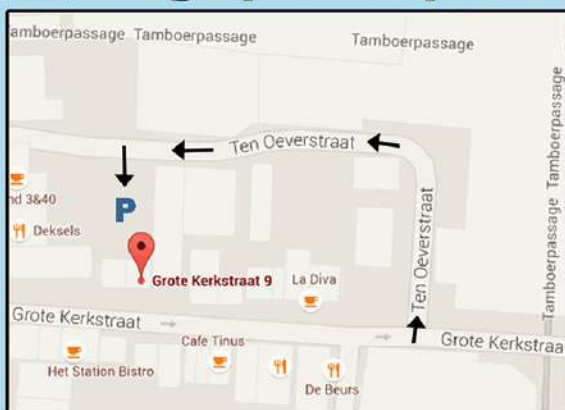 Tamboerpassage
Tamboerpassage
Ten Oeverstraat
Tamboerpassage
Tamboerpassage
nd 3&40
P
Deksels
Ten Oeverstraat
Grote Kerkstraat 9
La Diva
Grote Kerkstraat
Grote Kerkstraa
Cafe Tinus
Het Station Bistro
De Beurs